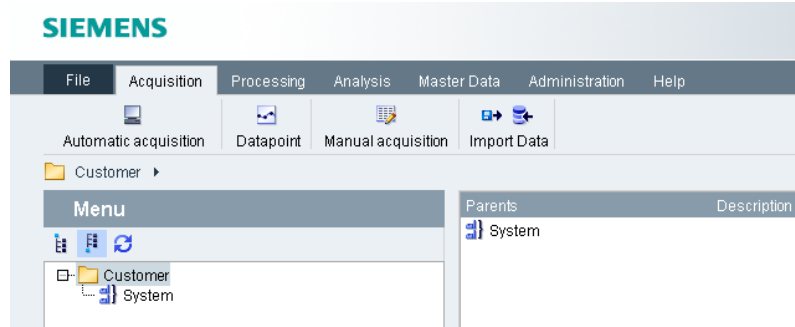 SIEMENS
File Acquisition Processing Analysis Master Data Administration Help
Automatic acquisition Datapoint Manual acquisition Import Data
Customer
Menu
Parents Description
System
Customer
System